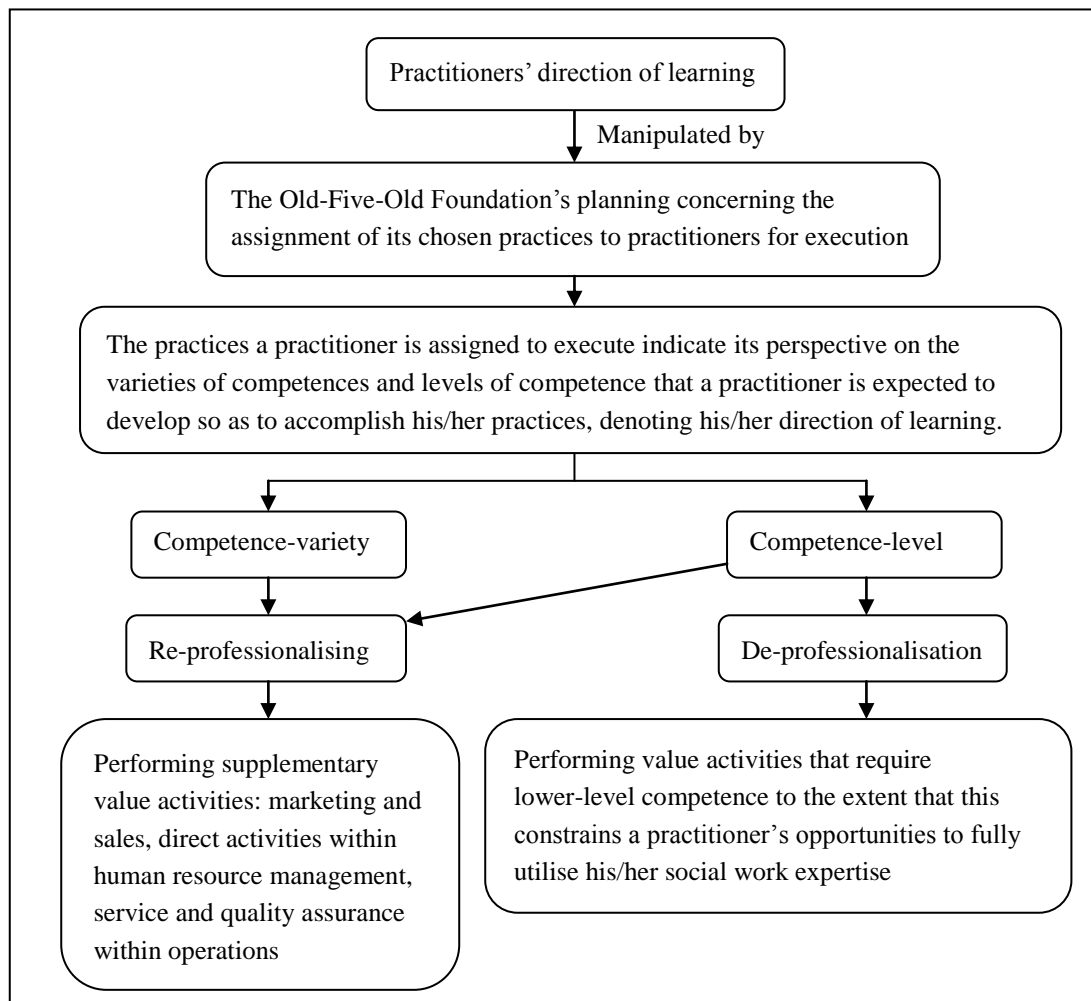 Practitioners’ direction of learning
Manipulated by
The Old-Five-Old Foundation’s planning concerning the
assignment of its chosen practices to practitioners for execution
The practices a practitioner is assigned to execute indicate its perspective on the
varieties of competences and levels of competence that a practitioner is expected to
develop so as to accomplish his/her practices, denoting his/her direction of learning.
Competence-variety
Competence-level
Re-professionalising
De-professionalisation
Performing supplementary
value activities: marketing and
sales, direct activities within
human resource management,
service and quality assurance
within operations
Performing value activities that require
lower-level competence to the extent that this
constrains a practitioner’s opportunities to fully
utilise his/her social work expertise